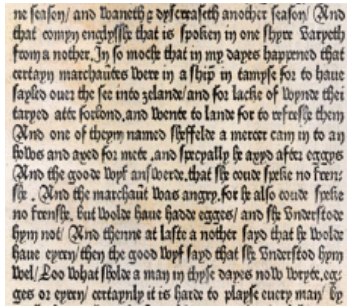 ne season/ and waneth & dyscreaseth another season/ And
that comyn englysshe that is spoken in one shyre varyeth
from a nother. In so moche that in my dayes happened that
certayn marchauntes were in a ship in tamyse for to haue
sayled ouer the see into zelande/ and for lacke of wynde thei
taryed atte forlond, and wente to lande for to refreshe them
And one of theym named sheffelde a mercer cam in to an
hows and axed for mete. and specyally he axyd after eggys
And the goode wyf answerde. that she coude speke no fren-
she. And the marchaut was angry. for he also coude speke
no frenshe. but wolde haue hadde egges/ and she vnderstode
hym not/ And thenne at laste a nother sayd that he wolde
haue eyren/ then the good wyf sayd that she vnderstod hym
wel/ Loo what sholde a man in thyse dayes now wryte. eg-
ges or eyren/ certaynly it is harde to playse euery man/ by